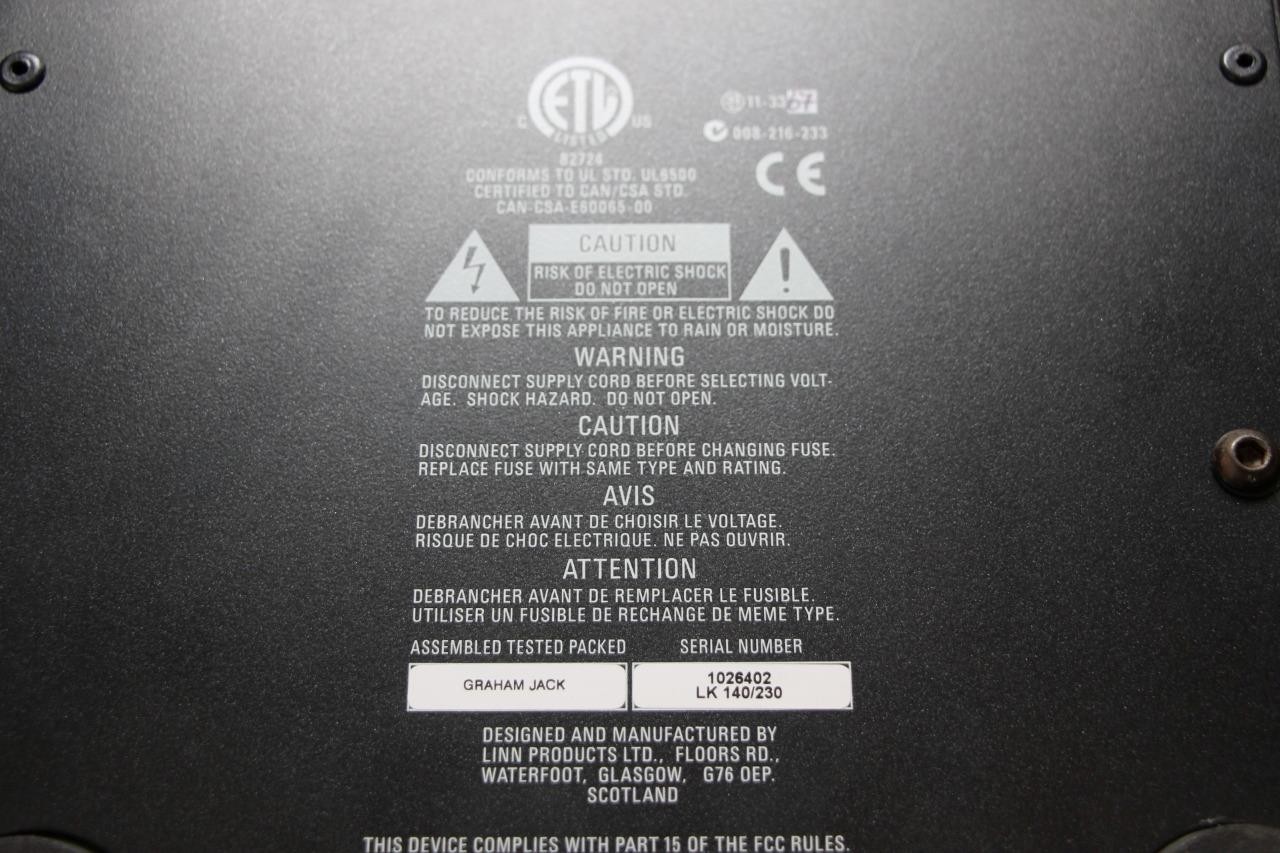 ETL
LISTED
C US
11-33
008-216-233
82724
CONFORMS TO UL STD. UL6500
CERTIFIED TO CAN/CSA STD.
CAN-CSA-E60065-00
CE
CAUTION
RISK OF ELECTRIC SHOCK
DO NOT OPEN
TO REDUCE THE RISK OF FIRE OR ELECTRIC SHOCK DO
NOT EXPOSE THIS APPLIANCE TO RAIN OR MOISTURE.
WARNING
DISCONNECT SUPPLY CORD BEFORE SELECTING VOLT-
AGE. SHOCK HAZARD. DO NOT OPEN.
CAUTION
DISCONNECT SUPPLY CORD BEFORE CHANGING FUSE.
REPLACE FUSE WITH SAME TYPE AND RATING.
AVIS
DEBRANCHER AVANT DE CHOISIR LE VOLTAGE.
RISQUE DE CHOC ELECTRIQUE. NE PAS OUVRIR.
ATTENTION
DEBRANCHER AVANT DE REMPLACER LE FUSIBLE.
UTILISER UN FUSIBLE DE RECHANGE DE MEME TYPE.
ASSEMBLED TESTED PACKED SERIAL NUMBER
GRAHAM JACK
1026402
LK 140/230
DESIGNED AND MANUFACTURED BY
LINN PRODUCTS LTD., FLOORS RD.,
WATERFOOT, GLASGOW, G76 0EP.
SCOTLAND
THIS DEVICE COMPLIES WITH PART 15 OF THE FCC RULES.